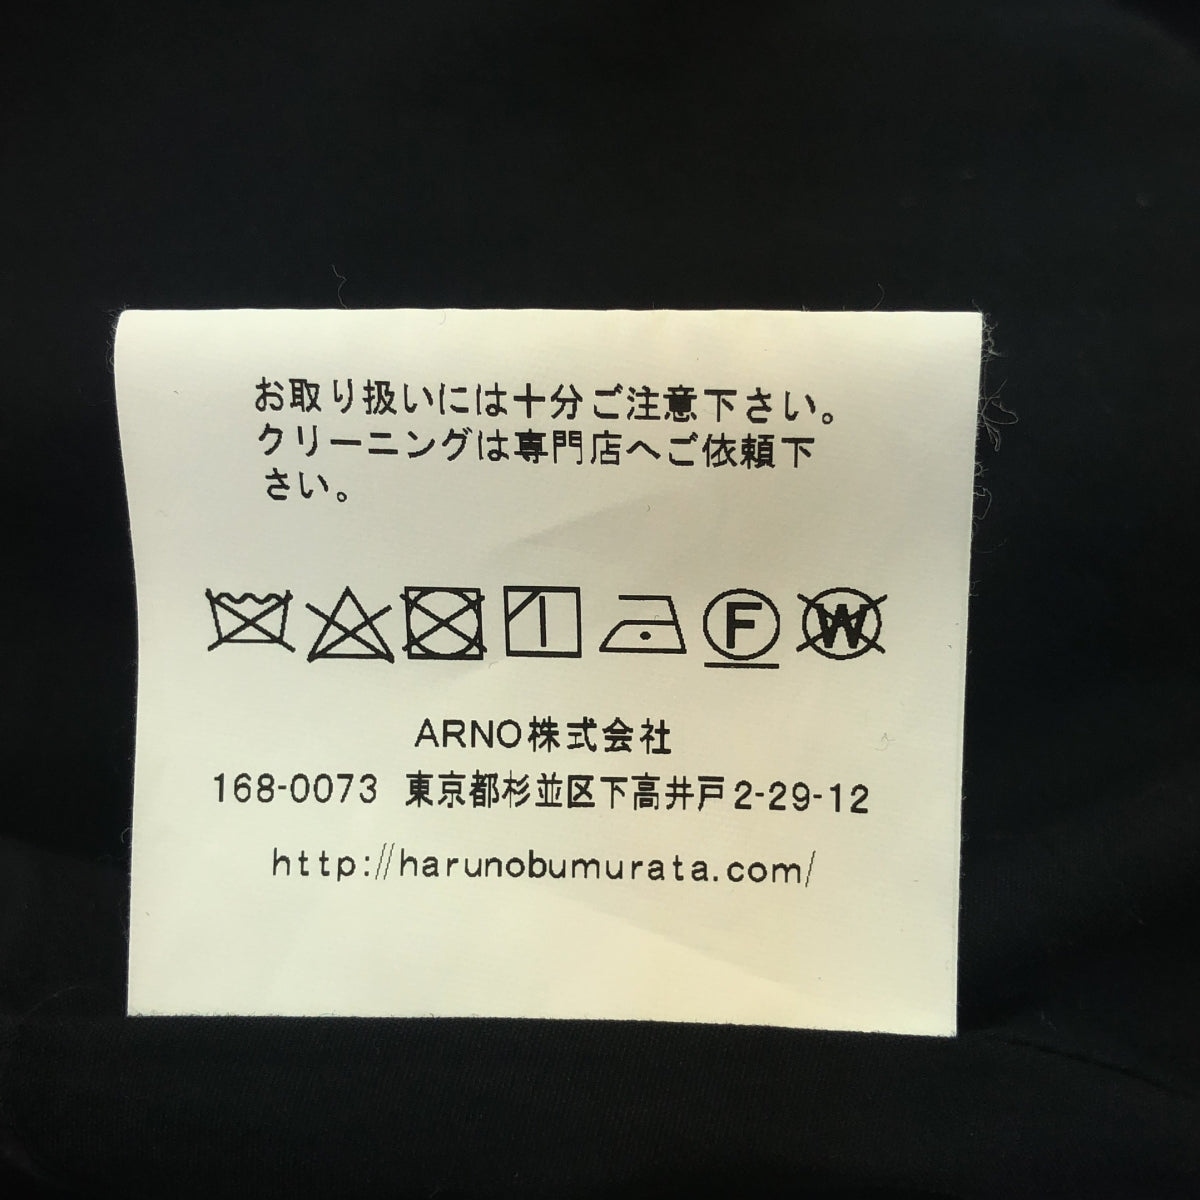 お取り扱いには十分ご注意下さい。
クリーニングは専門店へご依頼下
さい。
F W
ARNO株式会社
168-0073 東京都杉並区下高井戸2-29-12
http://harunobumurata.com/